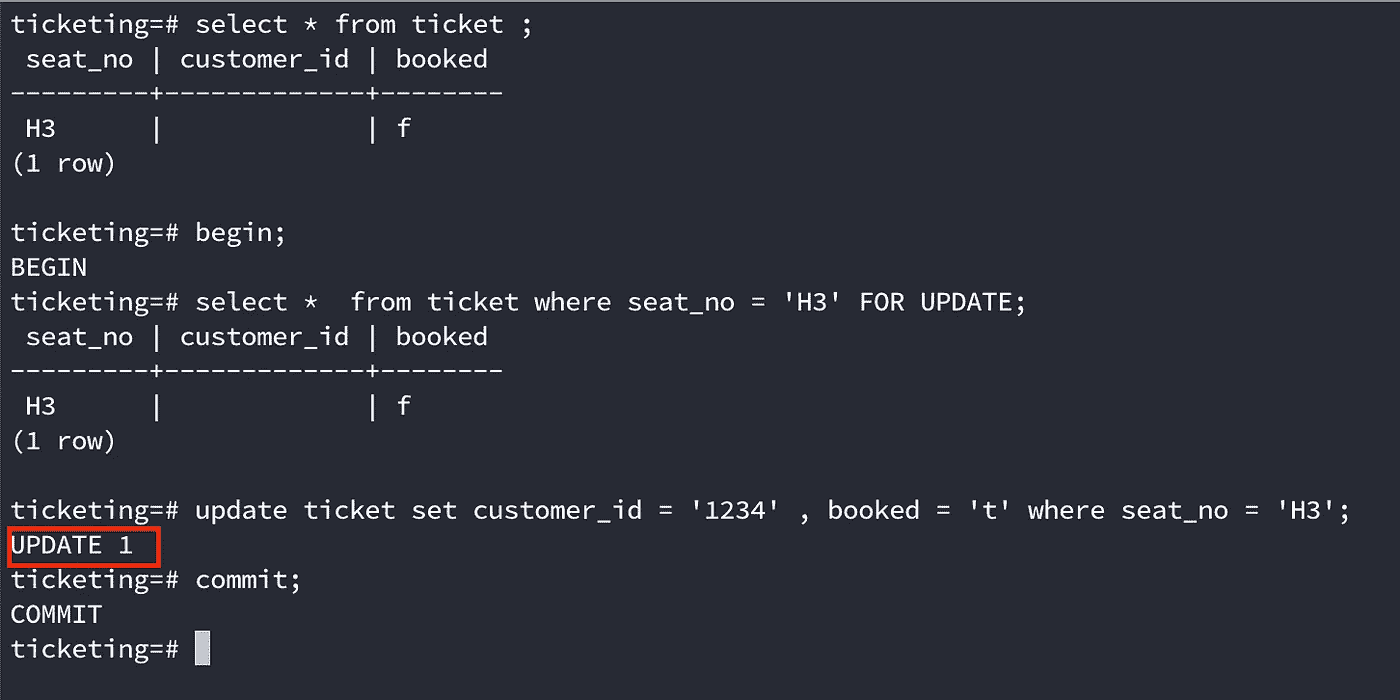 ticketing=# select * from ticket ;
 seat_no | customer_id | booked
---------+-------------+--------
 H3      |             | f
(1 row)

ticketing=# begin;
BEGIN
ticketing=# select *  from ticket where seat_no = 'H3' FOR UPDATE;
 seat_no | customer_id | booked
---------+-------------+--------
 H3      |             | f
(1 row)

ticketing=# update ticket set customer_id = '1234' , booked = 't' where seat_no = 'H3';
UPDATE 1
ticketing=# commit;
COMMIT
ticketing=#